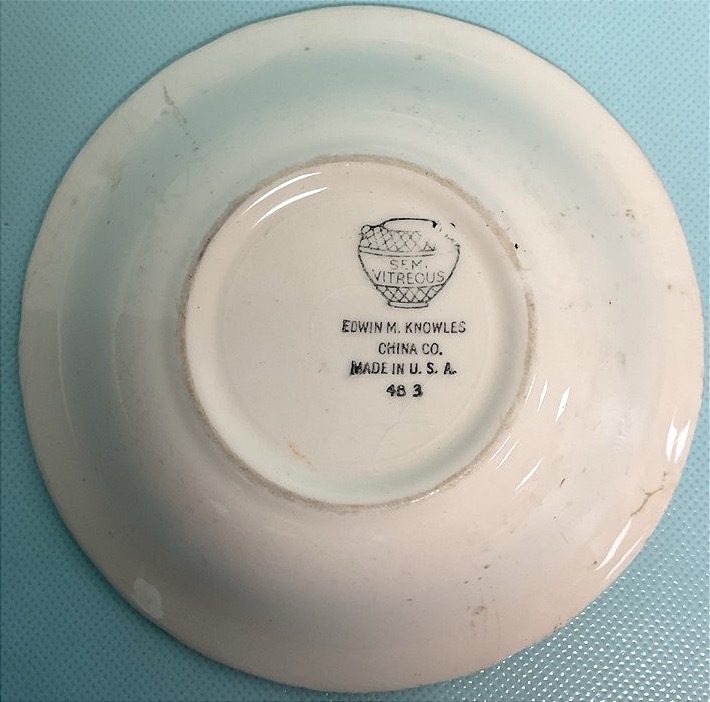 SEMI
VITREOUS
EDWIN M. KNOWLES
CHINA CO.
MADE IN U. S. A.
48 3